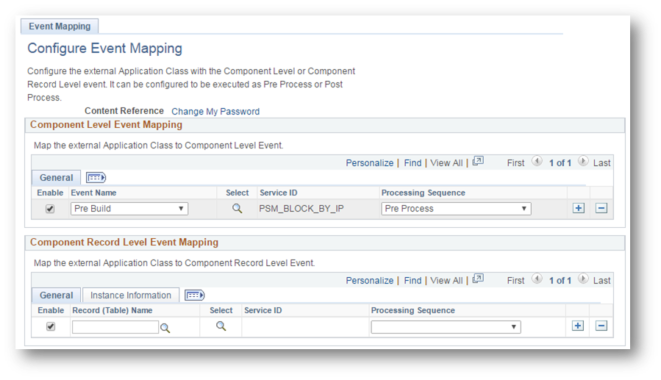 Event Mapping
Configure Event Mapping
Configure the external Application Class with the Component Level or Component
Record Level event. It can be configured to be executed as Pre Process or Post
Process.
Content Reference Change My Password
Component Level Event Mapping
Map the external Application Class to Component Level Event.
Personalize | Find | View All | First 1 of 1 Last
General
Enable Event Name Select Service ID Processing Sequence
Pre Build PSM_BLOCK_BY_IP Pre Process
Component Record Level Event Mapping
Map the external Application Class to Component Record Level Event.
Personalize | Find | View All | First 1 of 1 Last
General Instance Information
Enable Record (Table) Name Select Service ID Processing Sequence